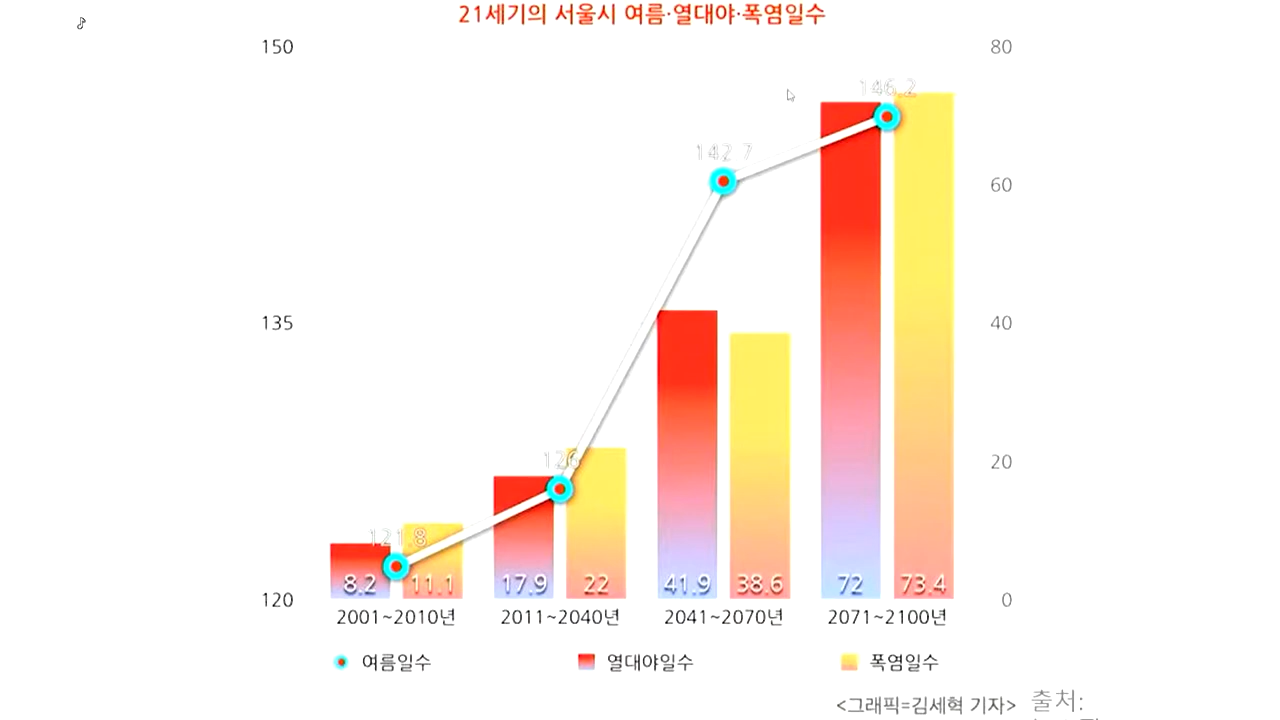 21세기의 서울시 여름·열대야·폭염일수
150 80
146.2
142.7
60
135 40
126 20
121.8
8.2 11.1 17.9 22 41.9 38.6 72 73.4
120 0
2001~2010년 2011~2040년 2041~2070년 2071~2100년
여름일수 열대야일수 폭염일수
<그래픽=김세혁 기자> 출처: